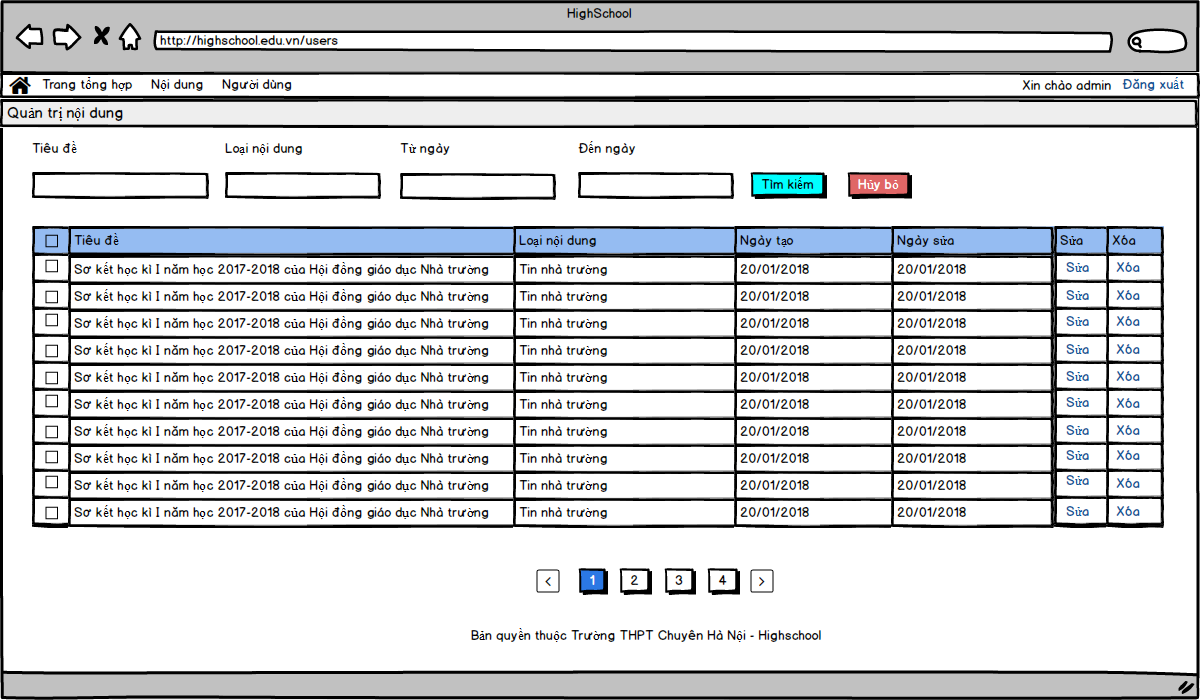 HighSchool
http://highschool.edu.vn/users
Trang tổng hợp Nội dung Người dùng Xin chào admin Đăng xuất
Quản trị nội dung
Tiêu đề Loại nội dung Từ ngày Đến ngày
Tìm kiếm Hủy bỏ
Tiêu đề Loại nội dung Ngày tạo Ngày sửa Sửa Xóa
Sơ kết học kì I năm học 2017-2018 của Hội đồng giáo dục Nhà trường Tin nhà trường 20/01/2018 20/01/2018 Sửa Xóa
Sơ kết học kì I năm học 2017-2018 của Hội đồng giáo dục Nhà trường Tin nhà trường 20/01/2018 20/01/2018 Sửa Xóa
Sơ kết học kì I năm học 2017-2018 của Hội đồng giáo dục Nhà trường Tin nhà trường 20/01/2018 20/01/2018 Sửa Xóa
Sơ kết học kì I năm học 2017-2018 của Hội đồng giáo dục Nhà trường Tin nhà trường 20/01/2018 20/01/2018 Sửa Xóa
Sơ kết học kì I năm học 2017-2018 của Hội đồng giáo dục Nhà trường Tin nhà trường 20/01/2018 20/01/2018 Sửa Xóa
Sơ kết học kì I năm học 2017-2018 của Hội đồng giáo dục Nhà trường Tin nhà trường 20/01/2018 20/01/2018 Sửa Xóa
Sơ kết học kì I năm học 2017-2018 của Hội đồng giáo dục Nhà trường Tin nhà trường 20/01/2018 20/01/2018 Sửa Xóa
Sơ kết học kì I năm học 2017-2018 của Hội đồng giáo dục Nhà trường Tin nhà trường 20/01/2018 20/01/2018 Sửa Xóa
Sơ kết học kì I năm học 2017-2018 của Hội đồng giáo dục Nhà trường Tin nhà trường 20/01/2018 20/01/2018 Sửa Xóa
Sơ kết học kì I năm học 2017-2018 của Hội đồng giáo dục Nhà trường Tin nhà trường 20/01/2018 20/01/2018 Sửa Xóa
< 1 2 3 4 >
Bản quyền thuộc Trường THPT Chuyên Hà Nội - Highschool